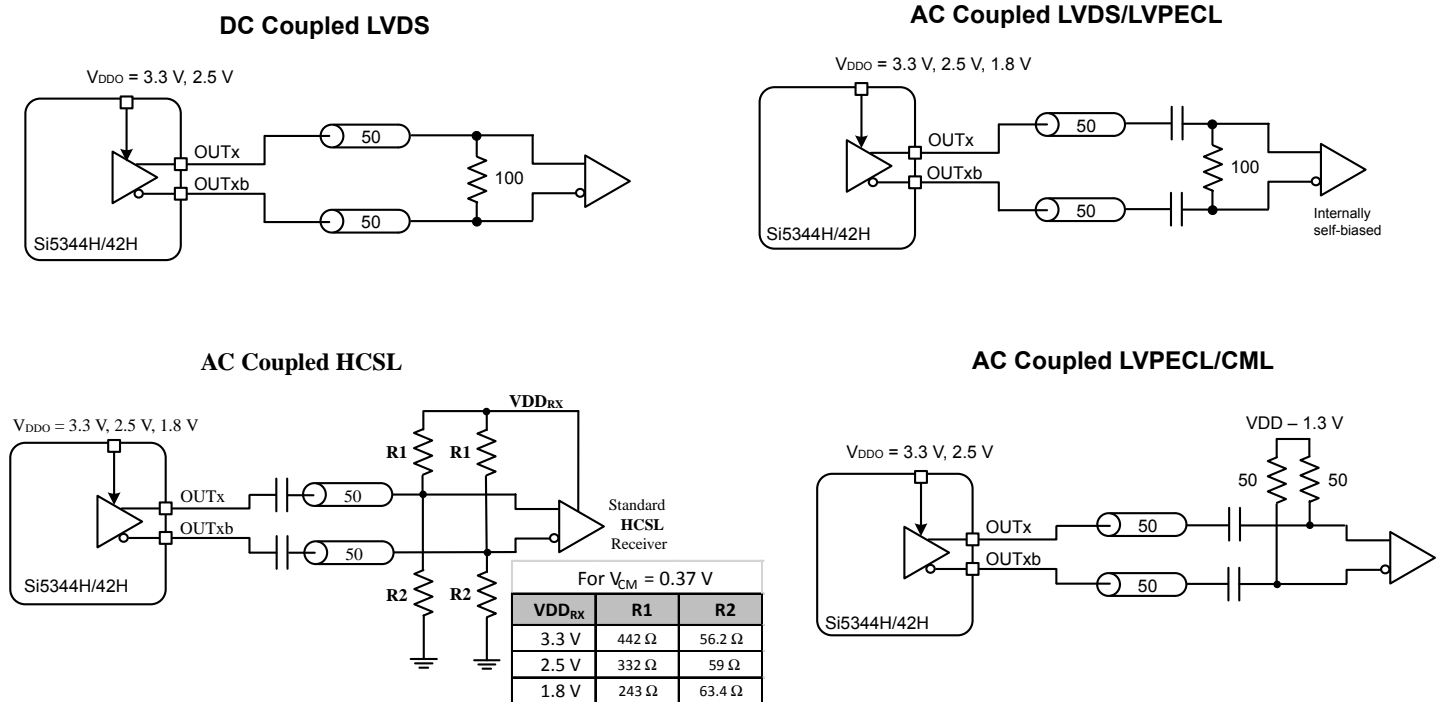 DC Coupled LVDS
VDDO = 3.3 V, 2.5 V
OUTx
OUTxb
50
50
100
Si5344H/42H
AC Coupled LVDS/LVPECL
VDDO = 3.3 V, 2.5 V, 1.8 V
OUTx
OUTxb
50
50
100
Internally
self-biased
Si5344H/42H
AC Coupled HCSL
VDDO = 3.3 V, 2.5 V, 1.8 V
VDDRX
R1
R1
OUTx
OUTxb
50
50
Standard
HCSL
Receiver
R2
R2
Si5344H/42H
For VCM = 0.37 V
VDDRX R1 R2
3.3 V 442 Ω 56.2 Ω
2.5 V 332 Ω 59 Ω
1.8 V 243 Ω 63.4 Ω
AC Coupled LVPECL/CML
VDD – 1.3 V
VDDO = 3.3 V, 2.5 V
50
50
OUTx
OUTxb
50
50
Si5344H/42H